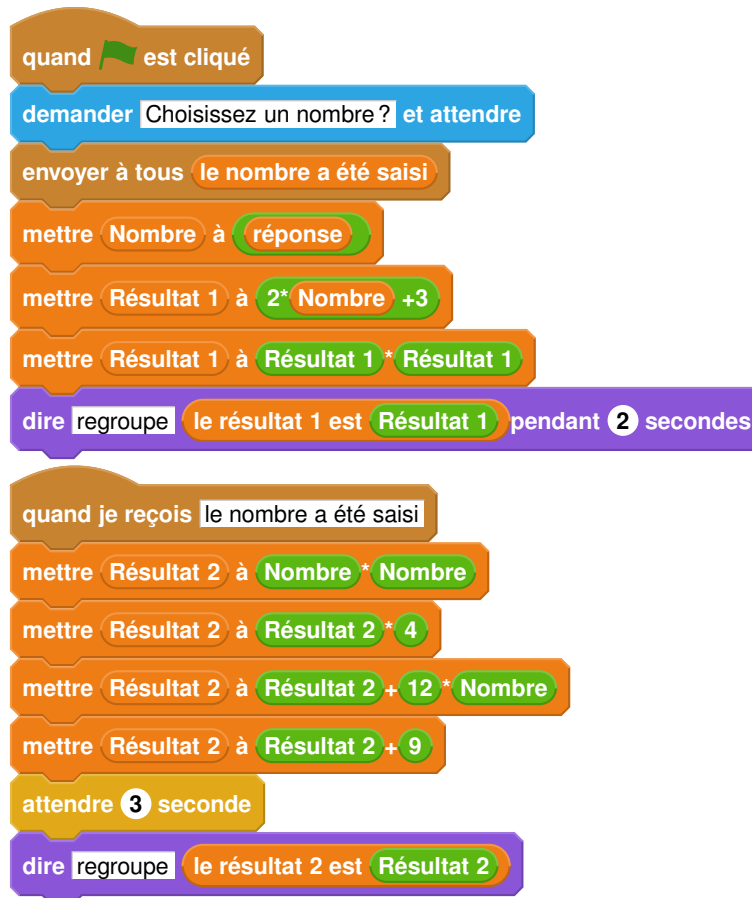 quand est cliqué
demander Choisissez un nombre ? et attendre
envoyer à tous le nombre a été saisi
mettre Nombre à réponse
mettre Résultat 1 à 2* Nombre +3
mettre Résultat 1 à Résultat 1 * Résultat 1
dire regroupe le résultat 1 est Résultat 1 pendant 2 secondes
quand je reçois le nombre a été saisi
mettre Résultat 2 à Nombre * Nombre
mettre Résultat 2 à Résultat 2 * 4
mettre Résultat 2 à Résultat 2 + 12 * Nombre
mettre Résultat 2 à Résultat 2 + 9
attendre 3 seconde
dire regroupe le résultat 2 est Résultat 2